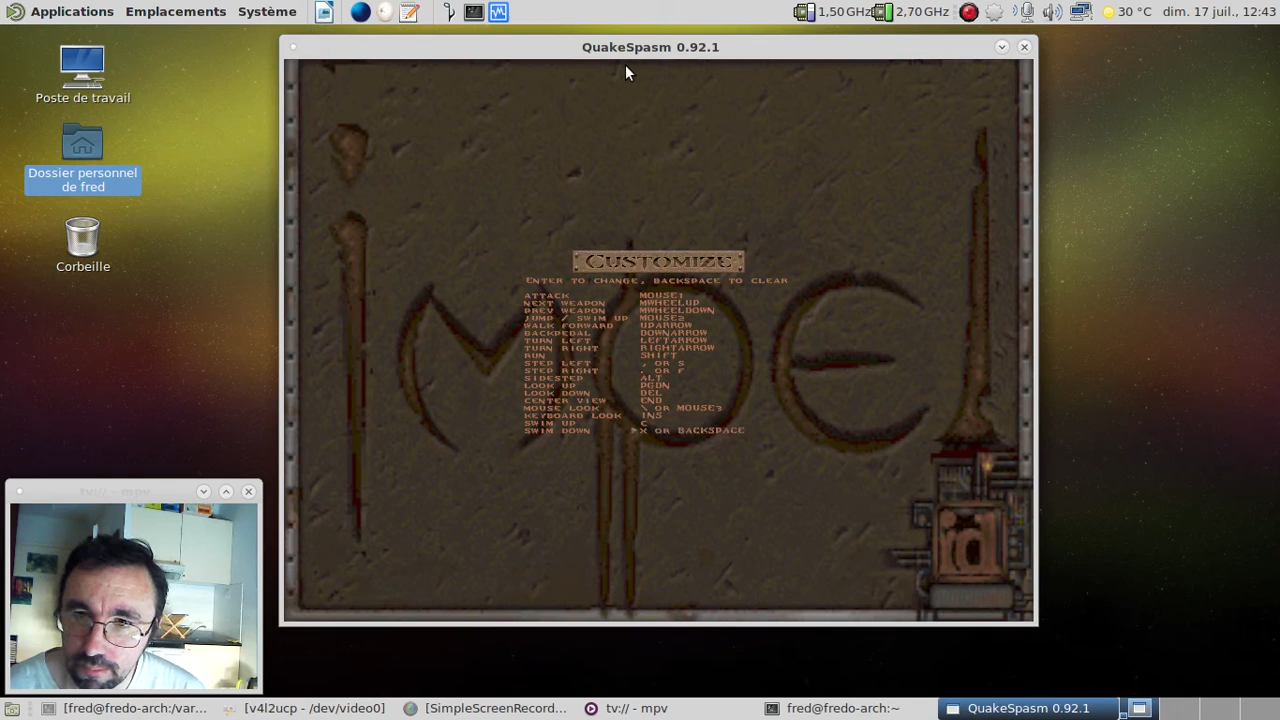 Applications Emplacements Système 1,50 GHz 2,70 GHz 30 °C dim. 17 juil., 12:43
Poste de travail
Dossier personnel
de fred
Corbeille
QuakeSpasm 0.92.1
CUSTOMIZE
ENTER TO CHANGE, BACKSPACE TO CLEAR
ATTACK MOUSE1
NEXT WEAPON MWHEELUP
PREV WEAPON MWHEELDOWN
JUMP / SWIM UP MOUSE2
WALK FORWARD UPARROW
BACKPEDAL DOWNARROW
TURN LEFT LEFTARROW
TURN RIGHT RIGHTARROW
RUN SHIFT
STEP LEFT , OR S
STEP RIGHT . OR F
SIDESTEP ALT
LOOK UP PGDN
LOOK DOWN DEL
CENTER VIEW END
MOUSE LOOK \ OR MOUSE3
KEYBOARD LOOK INS
SWIM UP C
SWIM DOWN X OR BACKSPACE
tv:// - mpv
[fred@fredo-arch:/var... [v4l2ucp - /dev/video0] [SimpleScreenRecord... tv:// - mpv fred@fredo-arch:~ QuakeSpasm 0.92.1